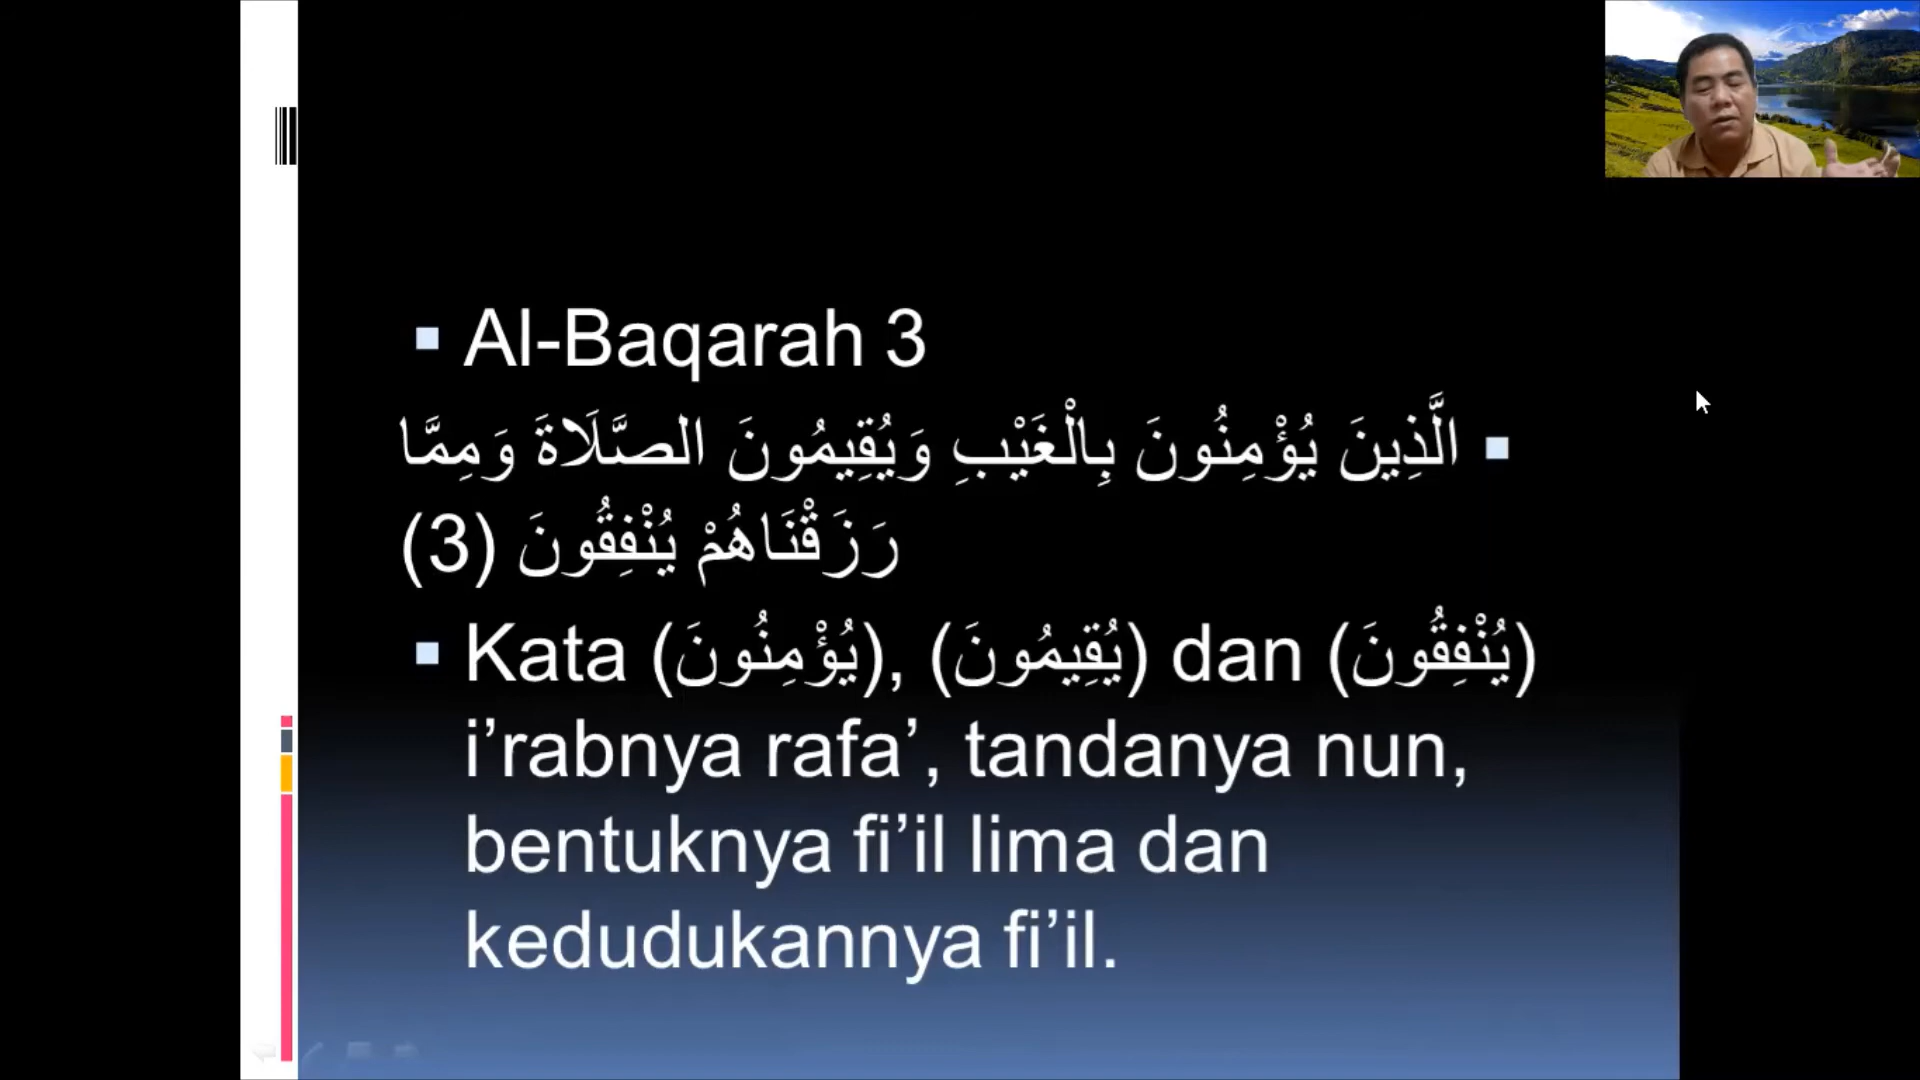 Al-Baqarah 3
الَّذِينَ يُؤْمِنُونَ بِالْغَيْبِ وَيُقِيمُونَ الصَّلَاةَ وَمِمَّا
رَزَقْنَاهُمْ يُنْفِقُونَ (3)
Kata (يُؤْمِنُونَ), (يُقِيمُونَ) dan (يُنْفِقُونَ)
i’rabnya rafa’, tandanya nun,
bentuknya fi’il lima dan
kedudukannya fi’il.